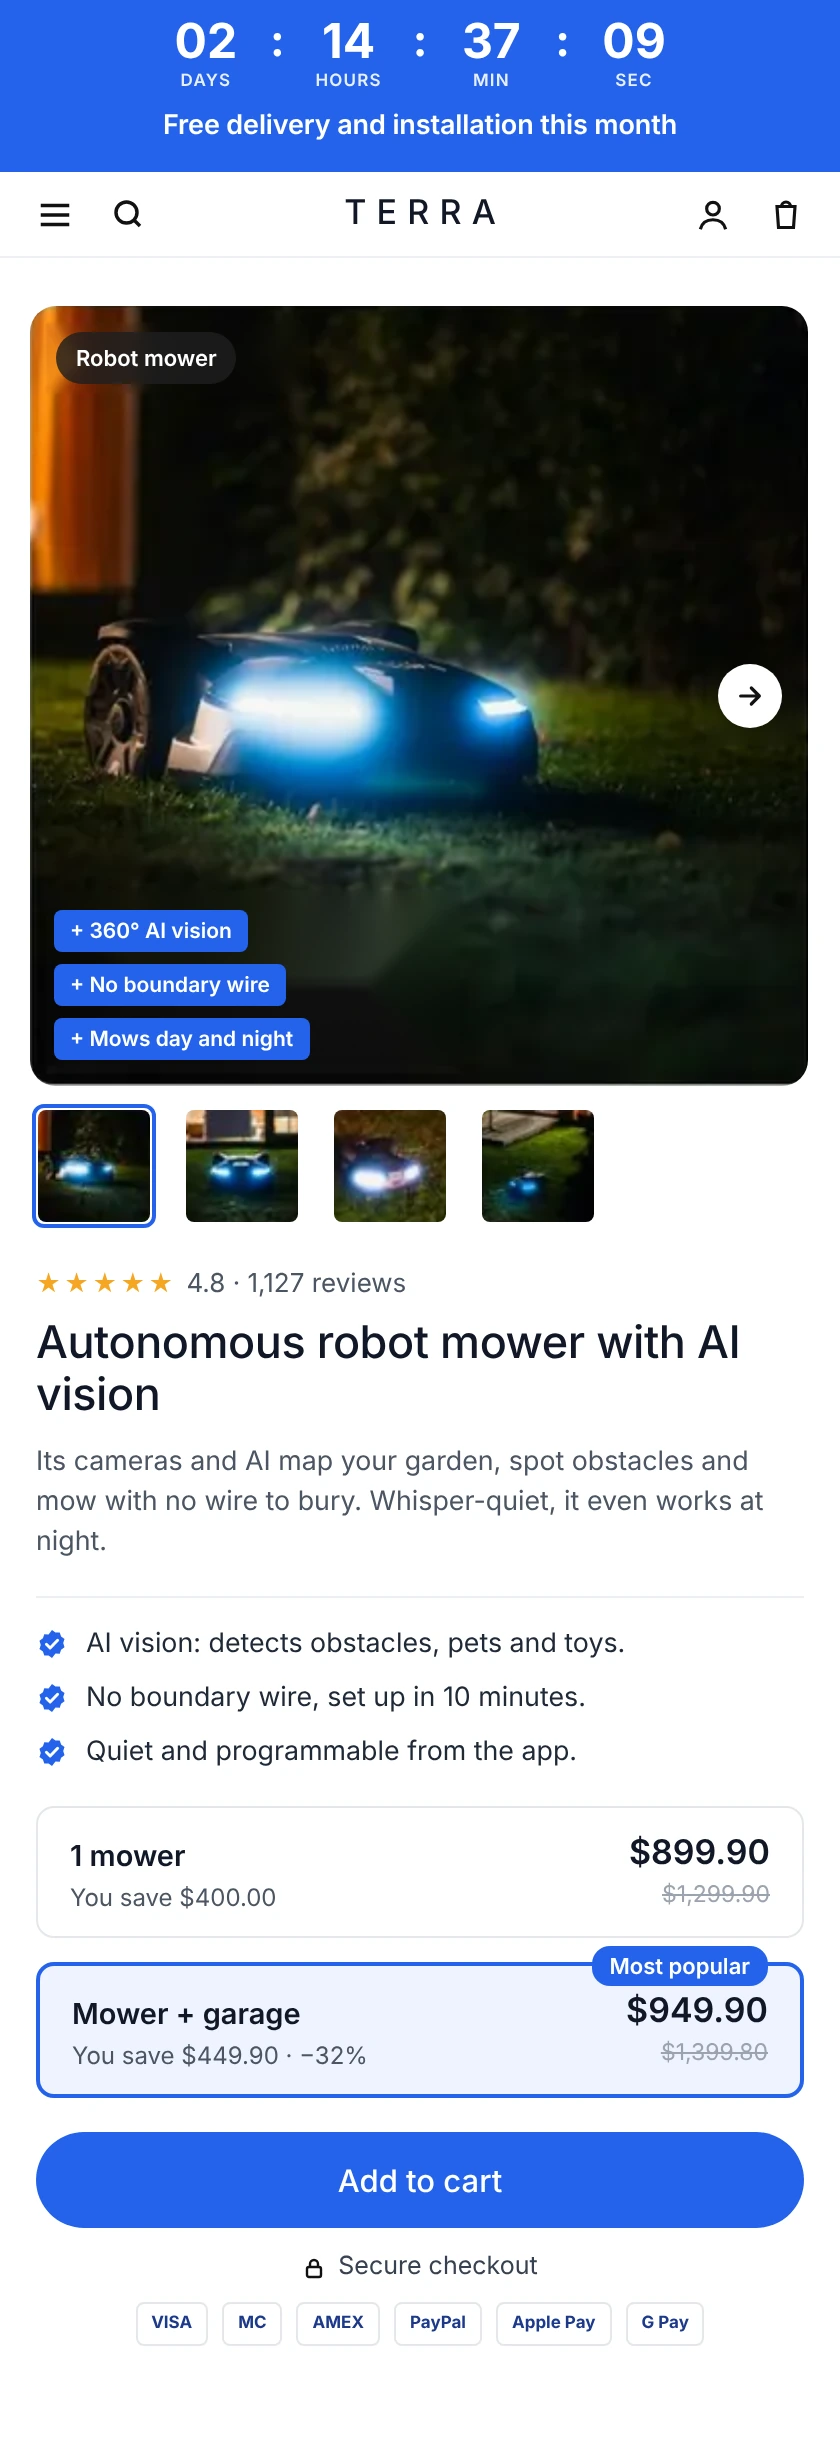 02 : 14 : 37 : 09
DAYS HOURS MIN SEC
Free delivery and installation this month
TERRA
Robot mower
+ 360° AI vision
+ No boundary wire
+ Mows day and night
★★★★★ 4.8 · 1,127 reviews
Autonomous robot mower with AI
vision
Its cameras and AI map your garden, spot obstacles and
mow with no wire to bury. Whisper-quiet, it even works at
night.
AI vision: detects obstacles, pets and toys.
No boundary wire, set up in 10 minutes.
Quiet and programmable from the app.
1 mower $899.90
You save $400.00 $1,299.90
Most popular
Mower + garage $949.90
You save $449.90 · −32% $1,399.80
Add to cart
Secure checkout
VISA MC AMEX PayPal Apple Pay G Pay